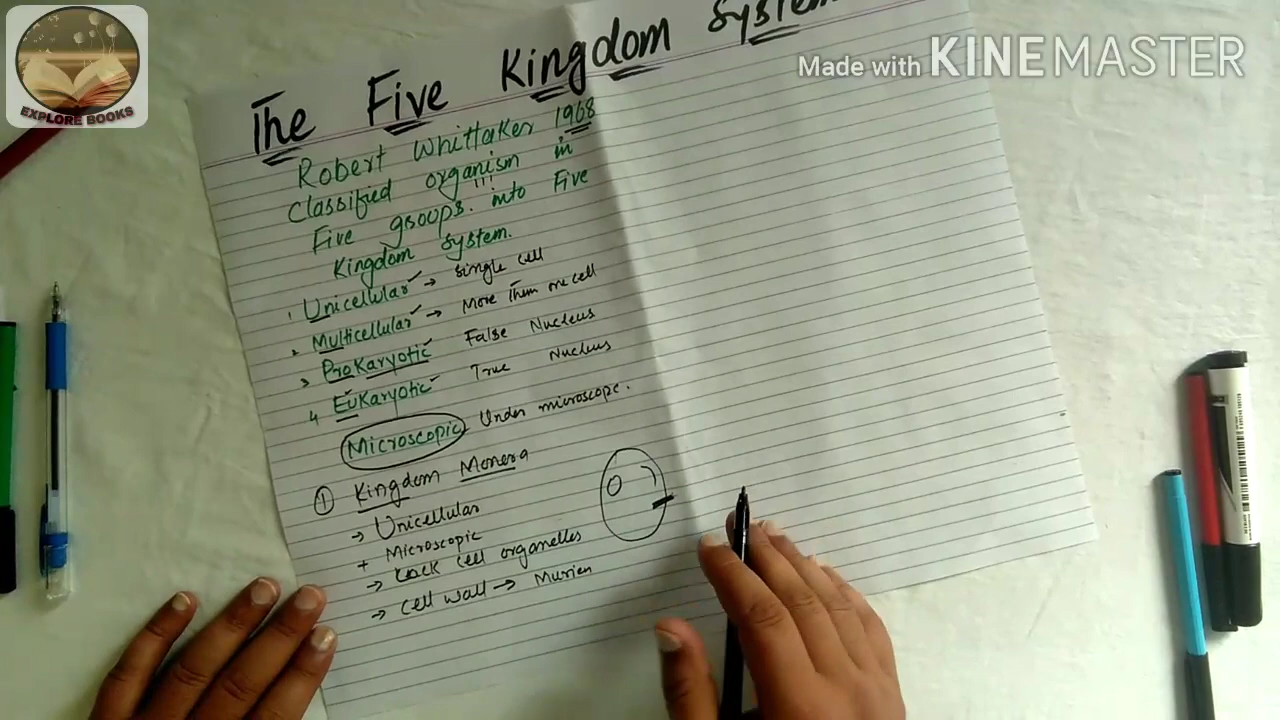 The Five Kingdom System
Robert Whittaker 1968
Classified organism in
Five groups. into Five
Kingdom System.
1 Unicellular → single cell
2 Multicellular → More Them one cell
3 Prokaryotic False Nucleus
4 Eukaryotic True Nucleus
Microscopic Under microscope.
① Kingdom Monera
→ Unicellular
+ Microscopic
→ Lack cell organelles
→ Cell wall → Murien
EXPLORE BOOKS
Made with KINEMASTER